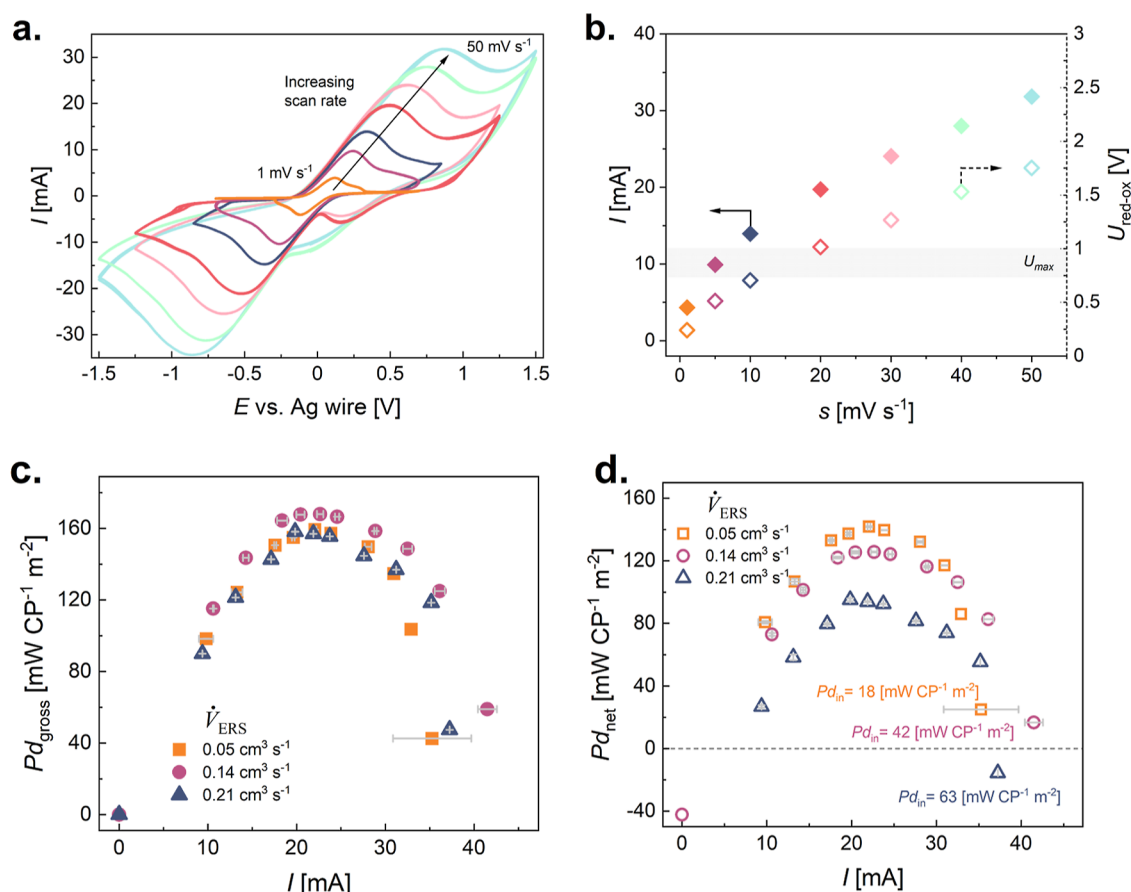 a.
I [mA]
30
20
10
0
-10
-20
-30
50 mV s⁻¹
Increasing
scan rate
1 mV s⁻¹
-1.5 -1 -0.5 0 0.5 1 1.5
E vs. Ag wire [V]
b.
I [mA]
40
30
20
10
0
U_max
3
2.5
2
1.5
1
0.5
0
U_red-ox [V]
0 10 20 30 40 50
s [mV s⁻¹]
c.
Pd_gross [mW CP⁻¹ m⁻²]
160
120
80
40
0
V̇_ERS
0.05 cm³ s⁻¹
0.14 cm³ s⁻¹
0.21 cm³ s⁻¹
0 10 20 30 40
I [mA]
d.
Pd_net [mW CP⁻¹ m⁻²]
160
120
80
40
0
-40
V̇_ERS
0.05 cm³ s⁻¹
0.14 cm³ s⁻¹
0.21 cm³ s⁻¹
Pd_in= 18 [mW CP⁻¹ m⁻²]
Pd_in= 42 [mW CP⁻¹ m⁻²]
Pd_in= 63 [mW CP⁻¹ m⁻²]
0 10 20 30 40
I [mA]